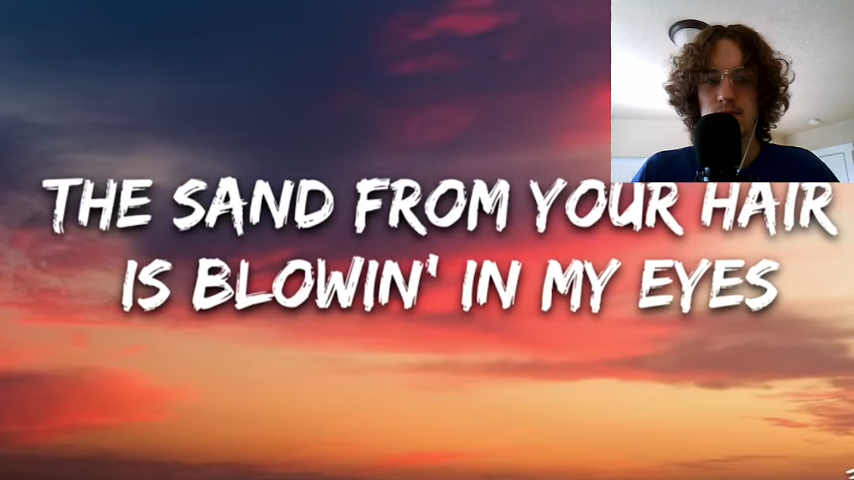 THE SAND FROM YOUR HAIR
IS BLOWIN' IN MY EYES